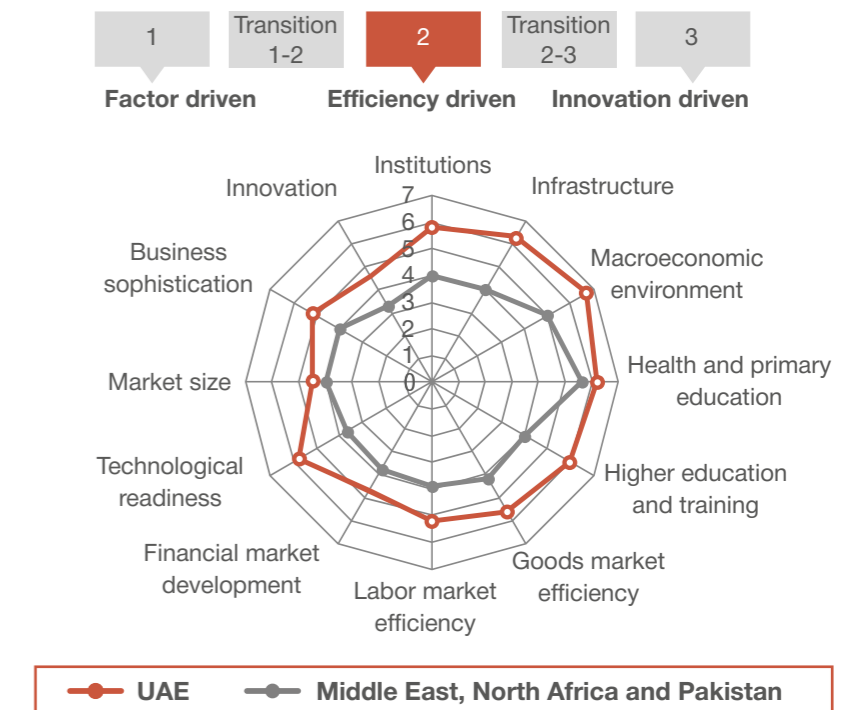 1
Transition
1-2
2
Transition
2-3
3
Factor driven
Efficiency driven
Innovation driven
Institutions
Infrastructure
Macroeconomic
environment
Health and primary
education
Higher education
and training
Goods market
efficiency
Labor market
efficiency
Financial market
development
Technological
readiness
Market size
Business
sophistication
Innovation
7
6
5
4
3
2
1
0
UAE
Middle East, North Africa and Pakistan